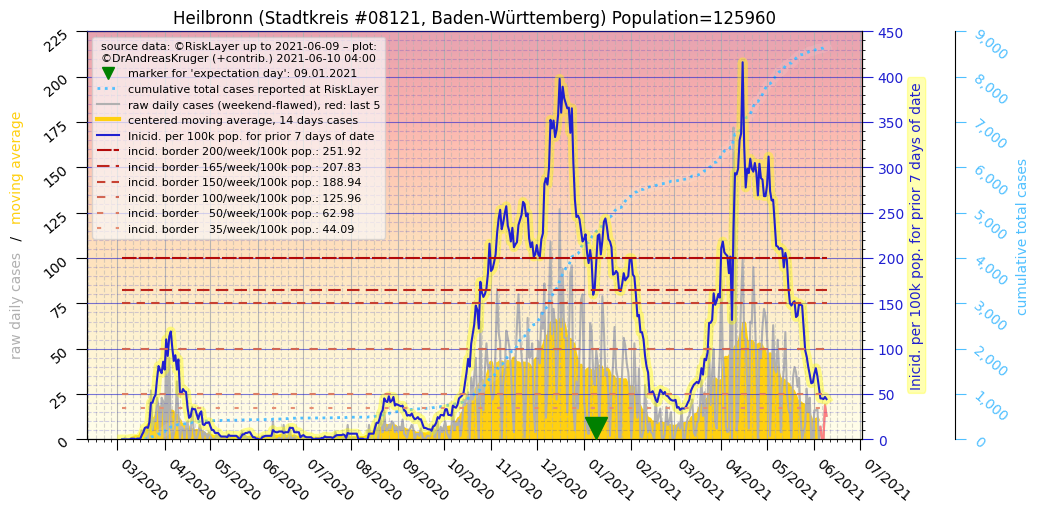 Heilbronn (Stadtkreis #08121, Baden-Württemberg) Population=125960
source data: ©RiskLayer up to 2021-06-09 – plot:
©DrAndreasKruger (+contrib.) 2021-06-10 04:00
marker for 'expectation day': 09.01.2021
cumulative total cases reported at RiskLayer
raw daily cases (weekend-flawed), red: last 5
centered moving average, 14 days cases
Inicid. per 100k pop. for prior 7 days of date
incid. border 200/week/100k pop.: 251.92
incid. border 165/week/100k pop.: 207.83
incid. border 150/week/100k pop.: 188.94
incid. border 100/week/100k pop.: 125.96
incid. border 50/week/100k pop.: 62.98
incid. border 35/week/100k pop.: 44.09
raw daily cases / moving average
225
200
175
150
125
100
75
50
25
0
450
400
350
300
250
200
150
100
50
0
Inicid. per 100k pop. for prior 7 days of date
9,000
8,000
7,000
6,000
5,000
4,000
3,000
2,000
1,000
0
cumulative total cases
03/2020
04/2020
05/2020
06/2020
07/2020
08/2020
09/2020
10/2020
11/2020
12/2020
01/2021
02/2021
03/2021
04/2021
05/2021
06/2021
07/2021